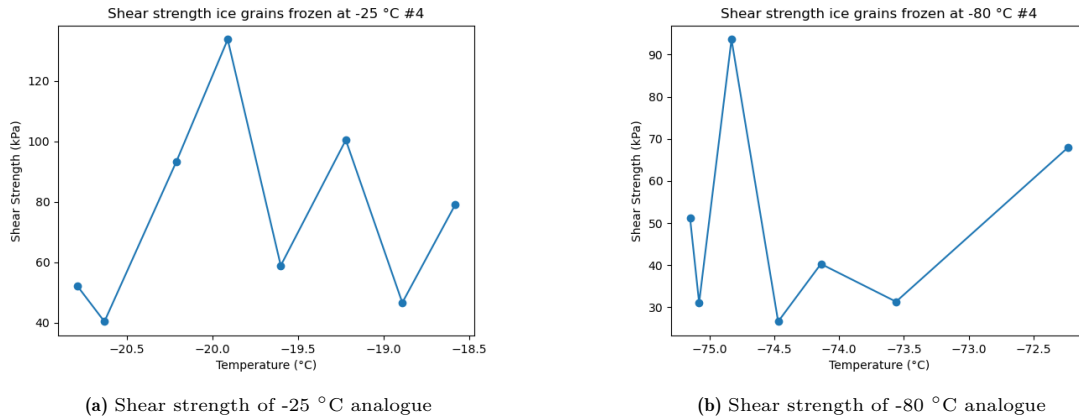 Shear strength ice grains frozen at -25 °C #4
Shear Strength (kPa)
120
100
80
60
40
−20.5 −20.0 −19.5 −19.0 −18.5
Temperature (°C)
(a) Shear strength of -25 °C analogue
Shear strength ice grains frozen at -80 °C #4
Shear Strength (kPa)
90
80
70
60
50
40
30
−75.0 −74.5 −74.0 −73.5 −73.0 −72.5
Temperature (°C)
(b) Shear strength of -80 °C analogue